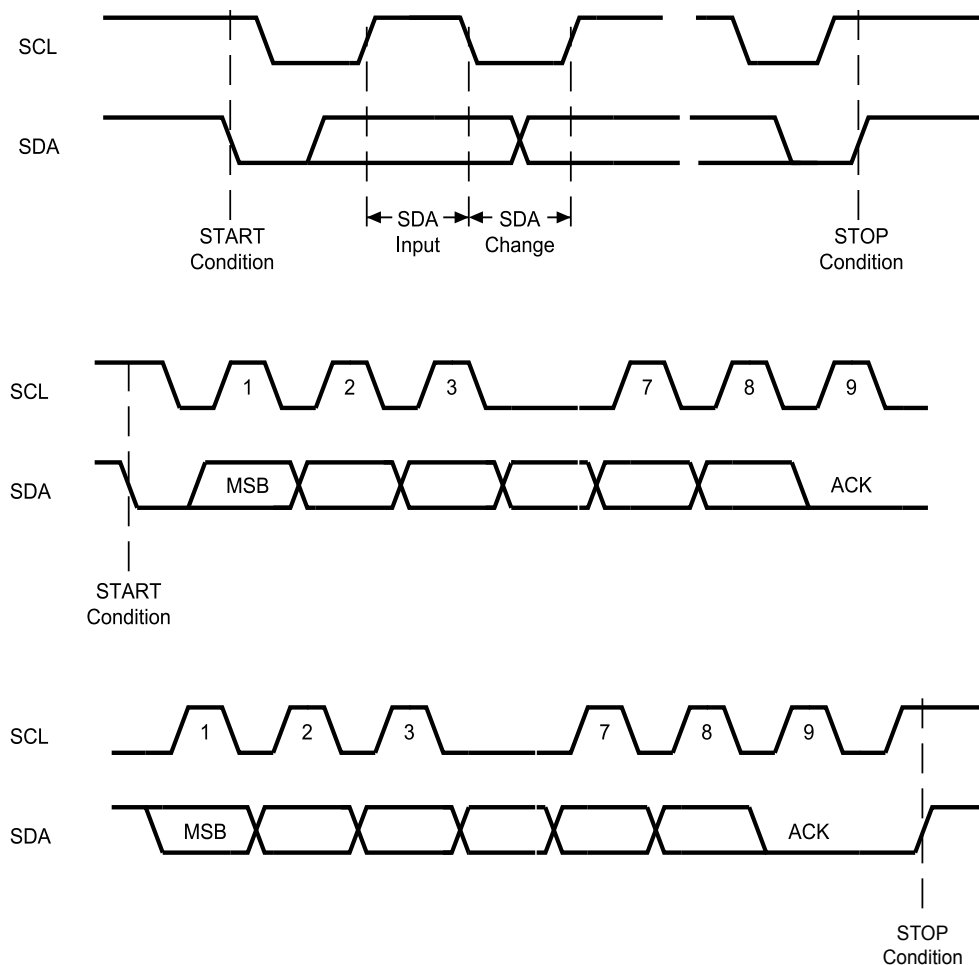 SCL
SDA
SDA
Input
SDA
Change
START
Condition
STOP
Condition
SCL
1
2
3
7
8
9
SDA
MSB
ACK
START
Condition
SCL
1
2
3
7
8
9
SDA
MSB
ACK
STOP
Condition